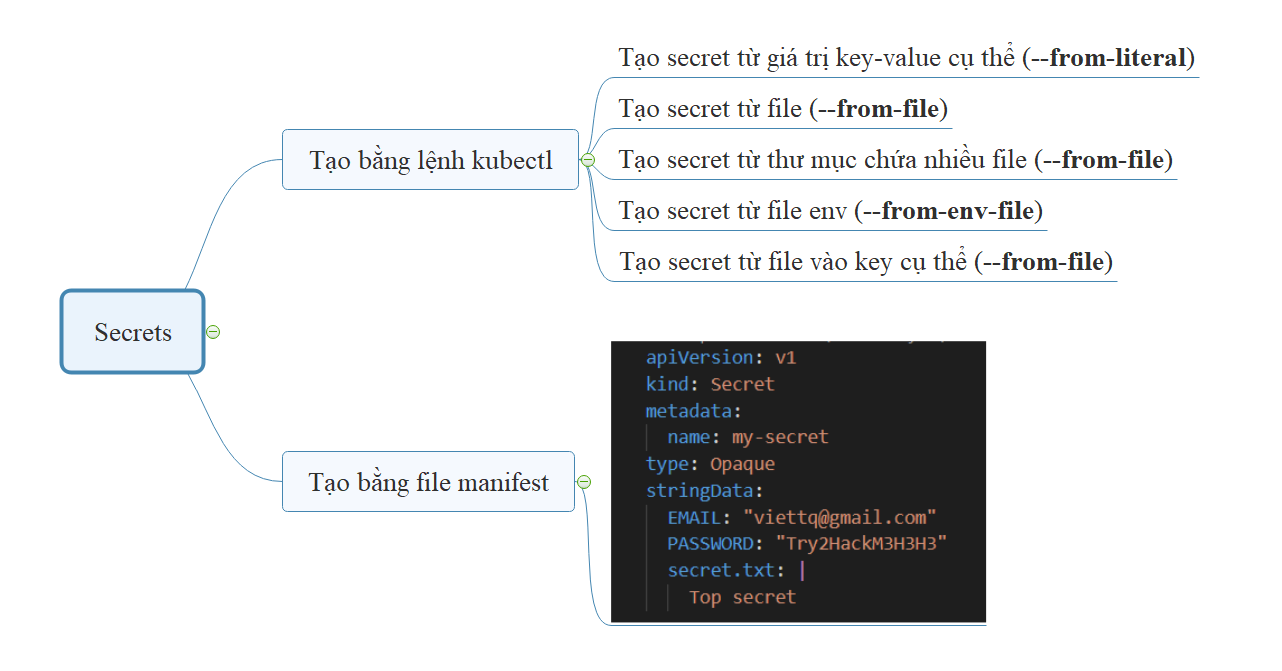 Secrets
Tạo bằng lệnh kubectl
Tạo secret từ giá trị key-value cụ thể (--from-literal)
Tạo secret từ file (--from-file)
Tạo secret từ thư mục chứa nhiều file (--from-file)
Tạo secret từ file env (--from-env-file)
Tạo secret từ file vào key cụ thể (--from-file)
Tạo bằng file manifest
apiVersion: v1
kind: Secret
metadata:
  name: my-secret
type: Opaque
stringData:
  EMAIL: "viettq@gmail.com"
  PASSWORD: "Try2HackM3H3H3"
  secret.txt: |
    Top secret